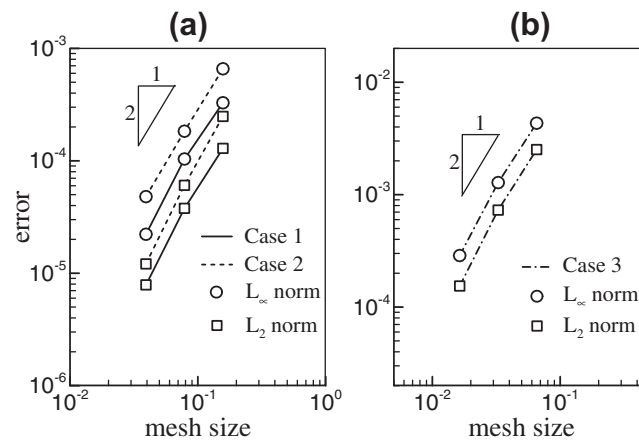 (a)
10^-3
10^-4
10^-5
10^-6
error
1
2
Case 1
Case 2
L∞ norm
L2 norm
10^-2
10^-1
10^0
mesh size
(b)
10^-2
10^-3
10^-4
1
2
Case 3
L∞ norm
L2 norm
10^-2
10^-1
mesh size